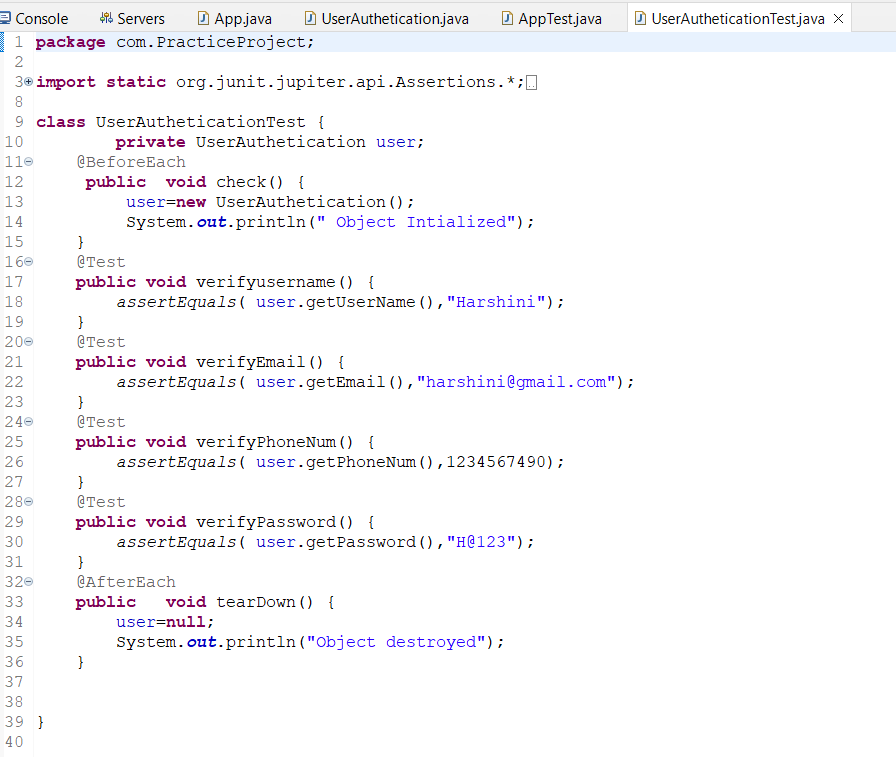 Console Servers App.java UserAuthetication.java AppTest.java UserAutheticationTest.java
1 package com.PracticeProject;
2
3 import static org.junit.jupiter.api.Assertions.*;
8
9 class UserAutheticationTest {
10 private UserAuthetication user;
11 @BeforeEach
12 public void check() {
13 user=new UserAuthetication();
14 System.out.println(" Object Intialized");
15 }
16 @Test
17 public void verifyusername() {
18 assertEquals( user.getUserName(),"Harshini");
19 }
20 @Test
21 public void verifyEmail() {
22 assertEquals( user.getEmail(),"harshini@gmail.com");
23 }
24 @Test
25 public void verifyPhoneNum() {
26 assertEquals( user.getPhoneNum(),1234567490);
27 }
28 @Test
29 public void verifyPassword() {
30 assertEquals( user.getPassword(),"H@123");
31 }
32 @AfterEach
33 public void tearDown() {
34 user=null;
35 System.out.println("Object destroyed");
36 }
37
38
39 }
40